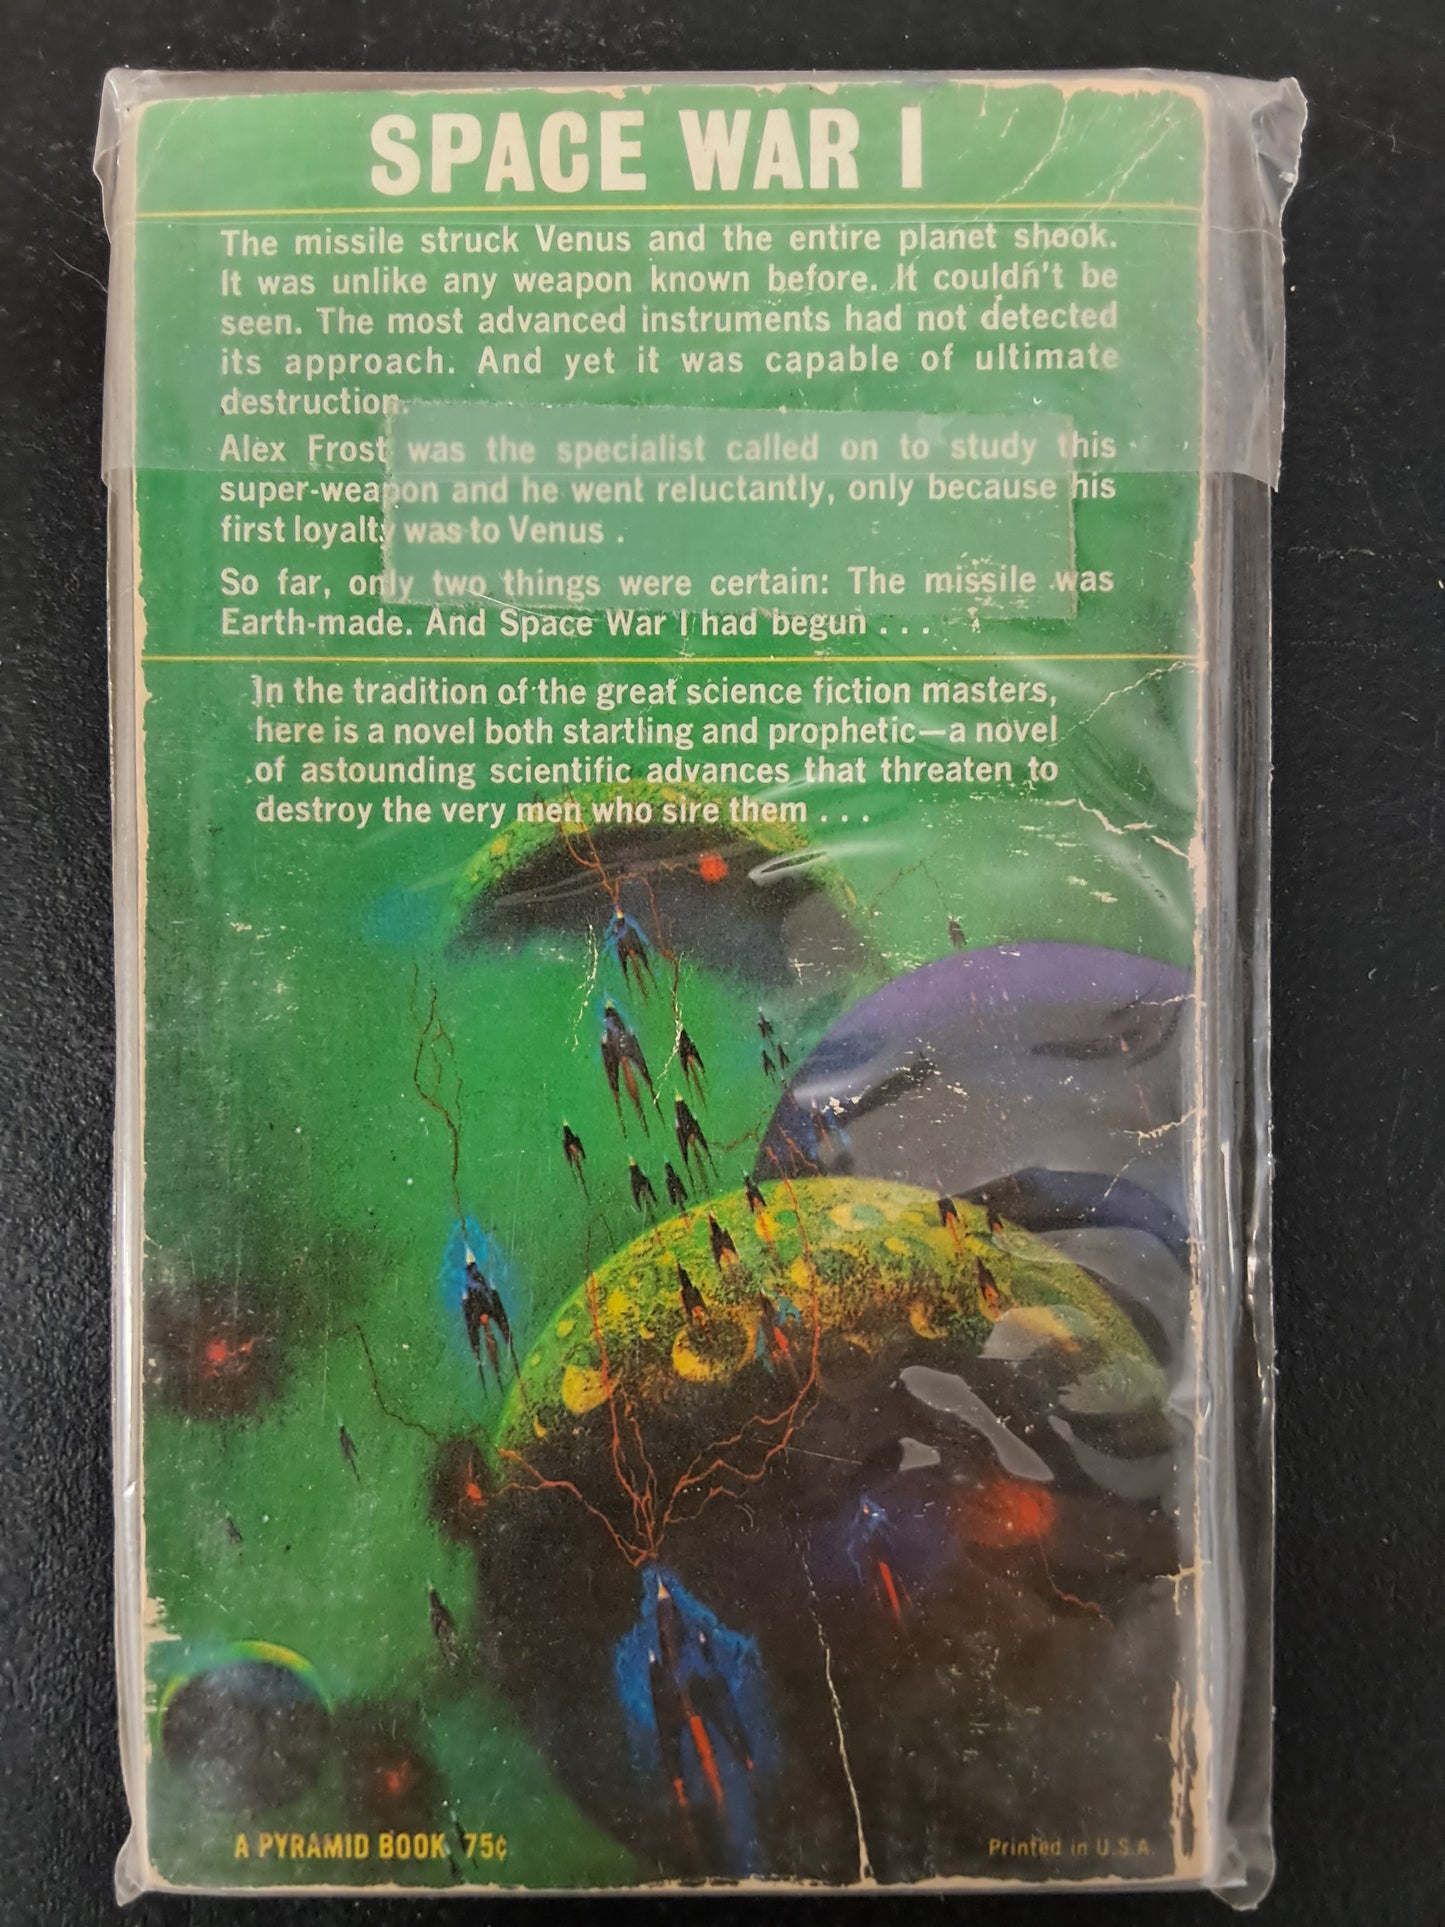 SPACE WAR I
The missile struck Venus and the entire planet shook.
It was unlike any weapon known before. It couldn't be
seen. The most advanced instruments had not detected
its approach. And yet it was capable of ultimate
destruction.
Alex Frost was the specialist called on to study this
super-weapon and he went reluctantly, only because his
first loyalty was to Venus .
So far, only two things were certain: The missile was
Earth-made. And Space War I had begun . . .
In the tradition of the great science fiction masters,
here is a novel both startling and prophetic—a novel
of astounding scientific advances that threaten to
destroy the very men who sire them . . .
A PYRAMID BOOK 75¢
Printed in U.S.A.